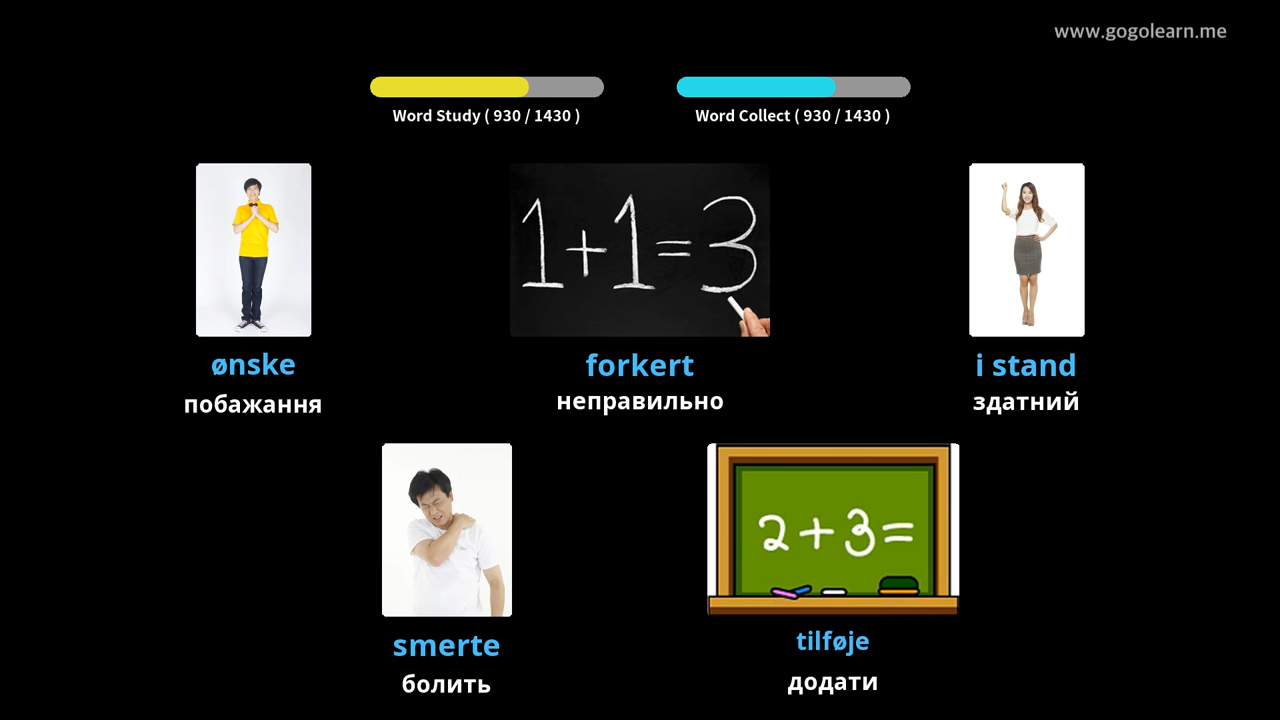 www.gogolearn.me
Word Study ( 930 / 1430 )
Word Collect ( 930 / 1430 )
1+1=3
ønske
побажання
forkert
неправильно
i stand
здатний
2+3=
smerte
болить
tilføje
додати